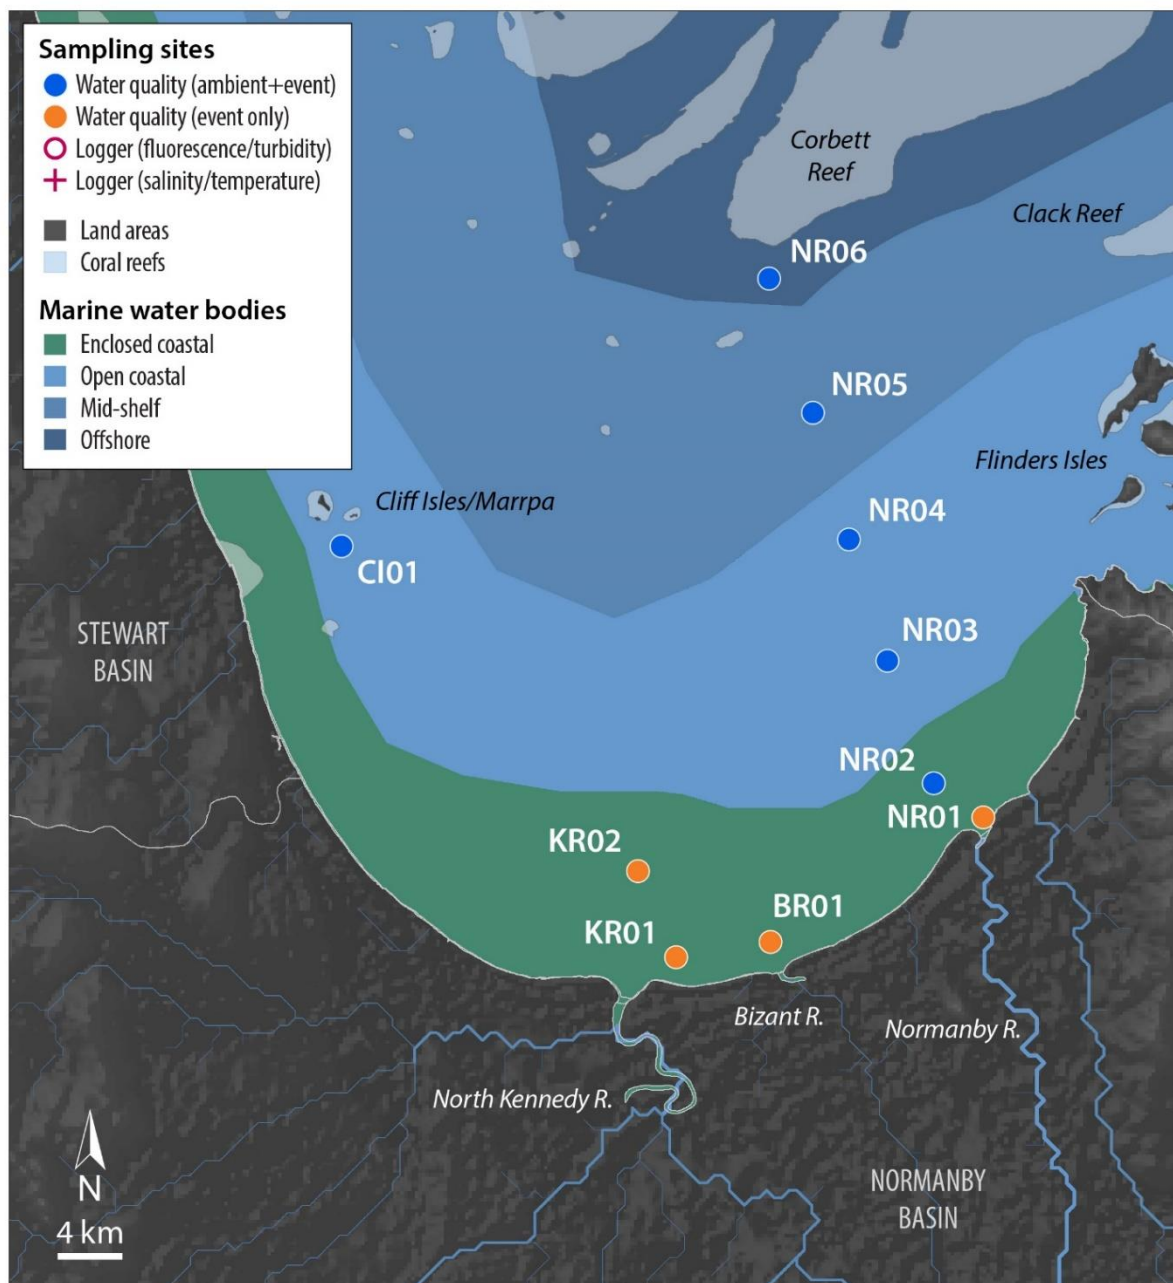 Sampling sites
Water quality (ambient+event)
Water quality (event only)
Logger (fluorescence/turbidity)
Logger (salinity/temperature)
Land areas
Coral reefs
Marine water bodies
Enclosed coastal
Open coastal
Mid-shelf
Offshore
Corbett
Reef
Clack Reef
NR06
NR05
Flinders Isles
Cliff Isles/Marrpa
NR04
CI01
STEWART
BASIN
NR03
NR02
NR01
KR02
BR01
KR01
Bizant R.
Normanby R.
North Kennedy R.
NORMANBY
BASIN
N
4 km